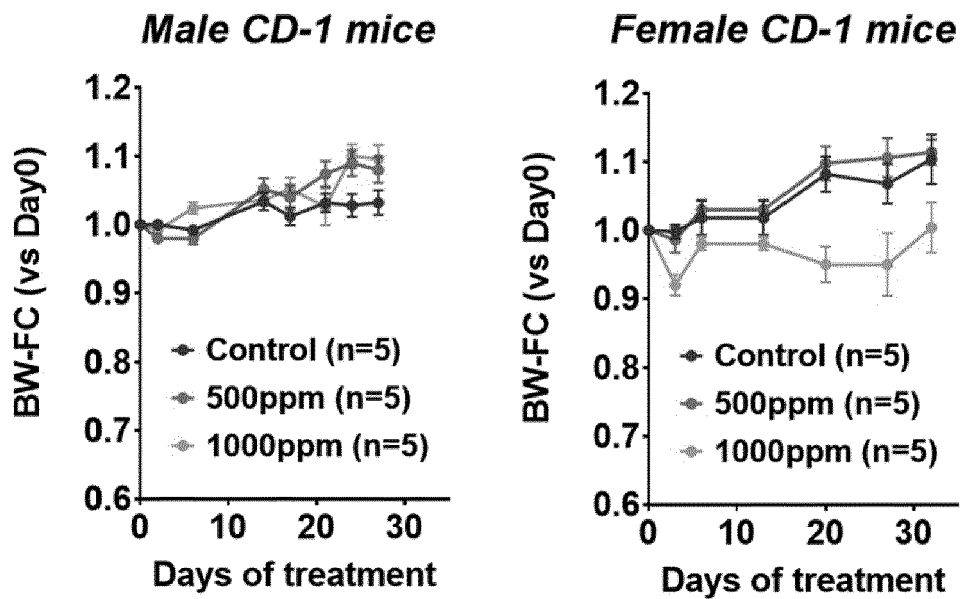 Male CD-1 mice
BW-FC (vs Day0)
1.2
1.1
1.0
0.9
0.8
0.7
0.6
Control (n=5)
500ppm (n=5)
1000ppm (n=5)
0 10 20 30
Days of treatment
Female CD-1 mice
BW-FC (vs Day0)
1.2
1.1
1.0
0.9
0.8
0.7
0.6
Control (n=5)
500ppm (n=5)
1000ppm (n=5)
0 10 20 30
Days of treatment